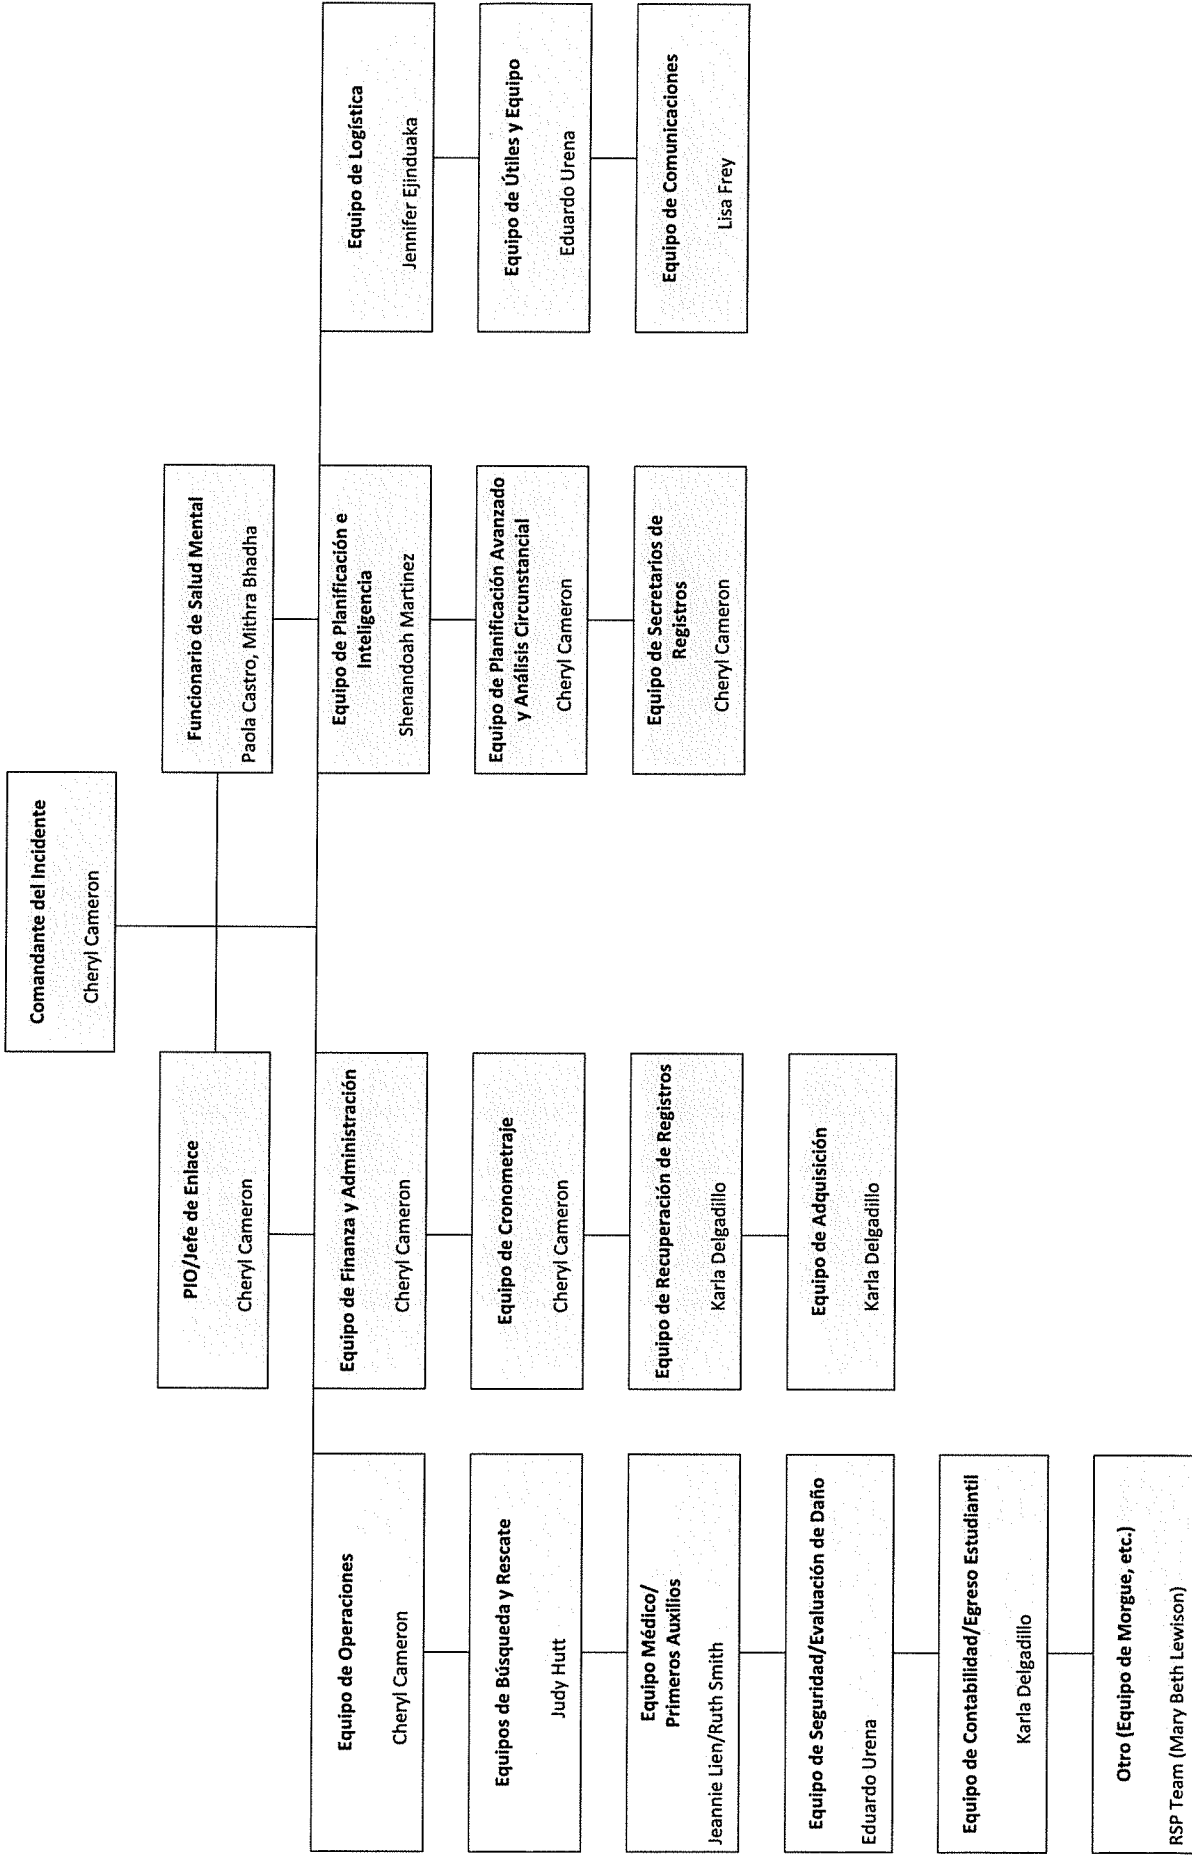 Comandante del Incidente
Cheryl Cameron
PIO/Jefe de Enlace
Cheryl Cameron
Funcionario de Salud Mental
Paola Castro, Mithra Bhadha
Equipo de Operaciones
Cheryl Cameron
Equipos de Búsqueda y Rescate
Judy Hutt
Equipo Médico/
Primeros Auxilios
Jeannie Lien/Ruth Smith
Equipo de Seguridad/Evaluación de Daño
Eduardo Urena
Equipo de Contabilidad/Egreso Estudiantil
Karla Delgadillo
Otro (Equipo de Morgue, etc.)
RSP Team (Mary Beth Lewison)
Equipo de Finanza y Administración
Cheryl Cameron
Equipo de Cronometraje
Cheryl Cameron
Equipo de Recuperación de Registros
Karla Delgadillo
Equipo de Adquisición
Karla Delgadillo
Equipo de Planificación e
Inteligencia
Shenandoah Martinez
Equipo de Planificación Avanzado
y Análisis Circunstancial
Cheryl Cameron
Equipo de Secretarios de
Registros
Cheryl Cameron
Equipo de Logística
Jennifer Ejinduaka
Equipo de Útiles y Equipo
Eduardo Urena
Equipo de Comunicaciones
Lisa Frey